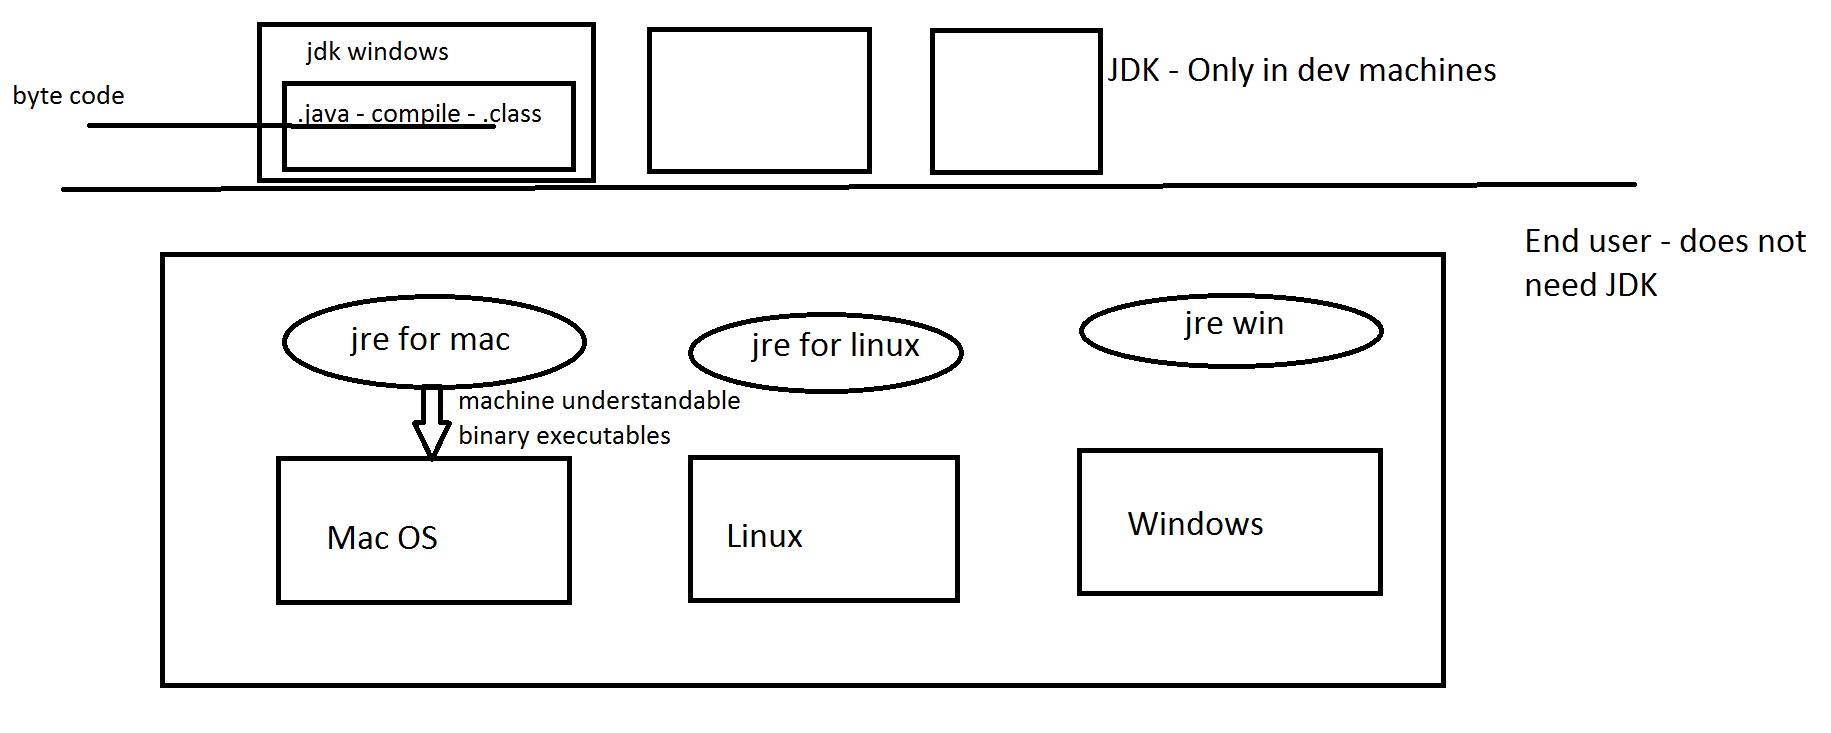 jdk windows
byte code
.java - compile - .class
JDK - Only in dev machines
End user - does not
need JDK
jre for mac
jre for linux
jre win
machine understandable
binary executables
Mac OS
Linux
Windows